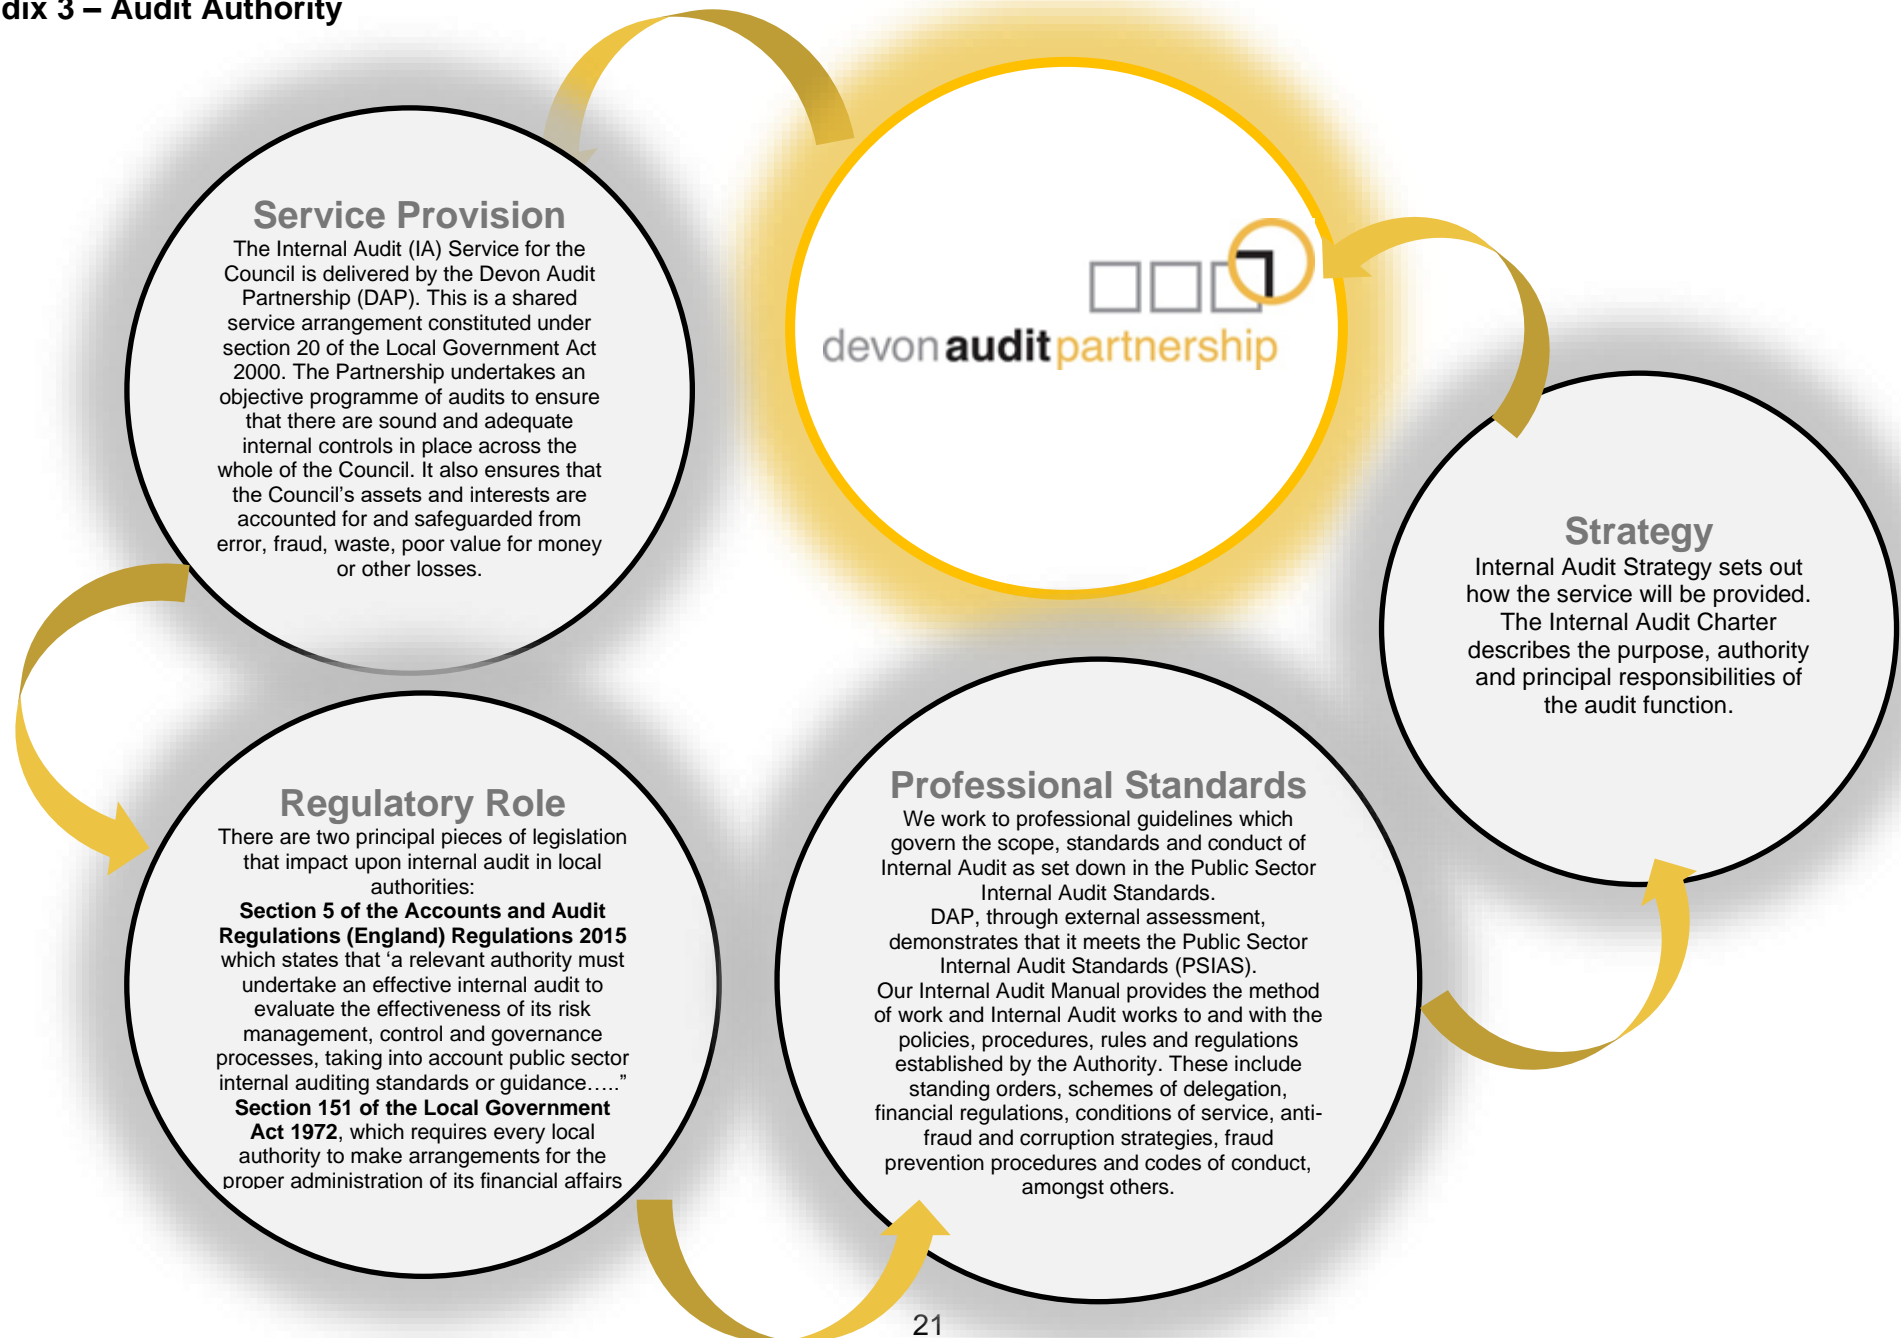 dix 3 – Audit Authority
Service Provision
The Internal Audit (IA) Service for the
Council is delivered by the Devon Audit
Partnership (DAP). This is a shared
service arrangement constituted under
section 20 of the Local Government Act
2000. The Partnership undertakes an
objective programme of audits to ensure
that there are sound and adequate
internal controls in place across the
whole of the Council. It also ensures that
the Council’s assets and interests are
accounted for and safeguarded from
error, fraud, waste, poor value for money
or other losses.
devonauditpartnership
Strategy
Internal Audit Strategy sets out
how the service will be provided.
The Internal Audit Charter
describes the purpose, authority
and principal responsibilities of
the audit function.
Regulatory Role
There are two principal pieces of legislation
that impact upon internal audit in local
authorities:
Section 5 of the Accounts and Audit
Regulations (England) Regulations 2015
which states that ‘a relevant authority must
undertake an effective internal audit to
evaluate the effectiveness of its risk
management, control and governance
processes, taking into account public sector
internal auditing standards or guidance…..”
Section 151 of the Local Government
Act 1972, which requires every local
authority to make arrangements for the
proper administration of its financial affairs
Professional Standards
We work to professional guidelines which
govern the scope, standards and conduct of
Internal Audit as set down in the Public Sector
Internal Audit Standards.
DAP, through external assessment,
demonstrates that it meets the Public Sector
Internal Audit Standards (PSIAS).
Our Internal Audit Manual provides the method
of work and Internal Audit works to and with the
policies, procedures, rules and regulations
established by the Authority. These include
standing orders, schemes of delegation,
financial regulations, conditions of service, anti-
fraud and corruption strategies, fraud
prevention procedures and codes of conduct,
amongst others.
21